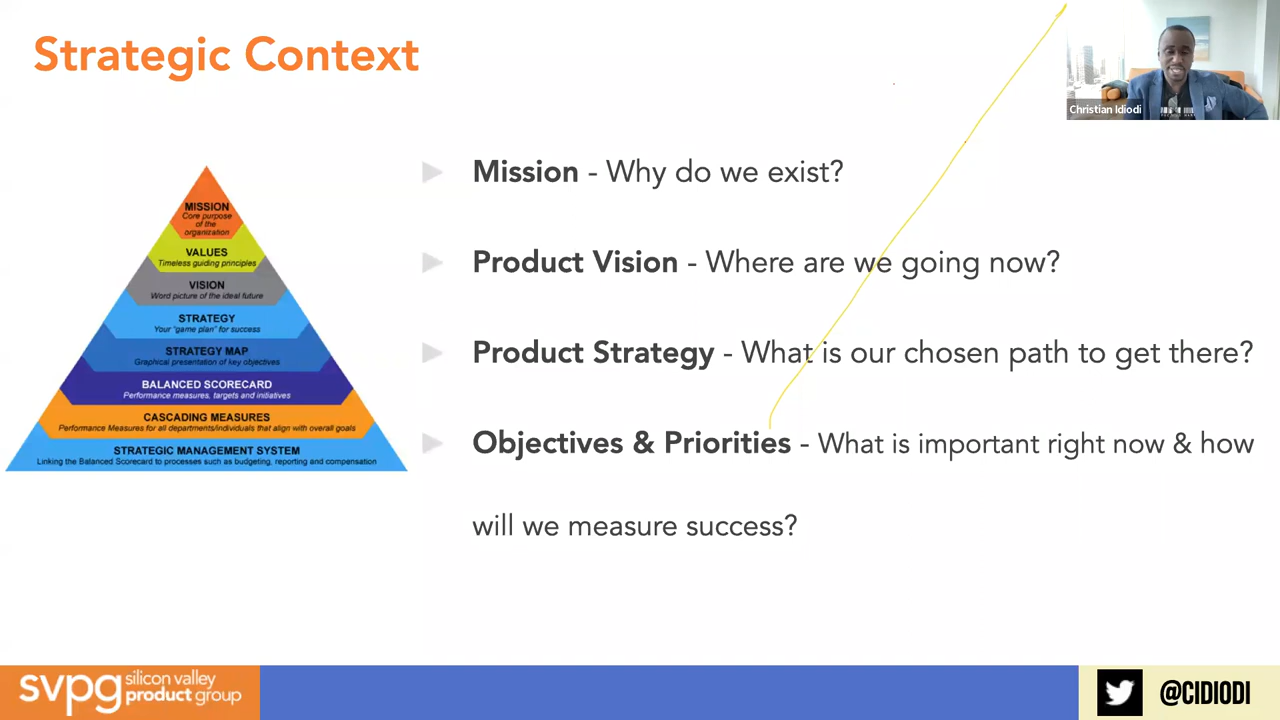 Strategic Context
Christian Idiodi
MISSION
Core purpose
of the
organization
VALUES
Timeless guiding principles
VISION
Word picture of the ideal future
STRATEGY
Your "game plan" for success
STRATEGY MAP
Graphical presentation of key objectives
BALANCED SCORECARD
Performance measures, targets and initiatives
CASCADING MEASURES
Performance Measures for all departments/individuals that align with overall goals
STRATEGIC MANAGEMENT SYSTEM
Linking the Balanced Scorecard to processes such as budgeting, reporting and compensation
Mission - Why do we exist?
Product Vision - Where are we going now?
Product Strategy - What is our chosen path to get there?
Objectives & Priorities - What is important right now & how
will we measure success?
svpg silicon valley
product group
@CIDIODI